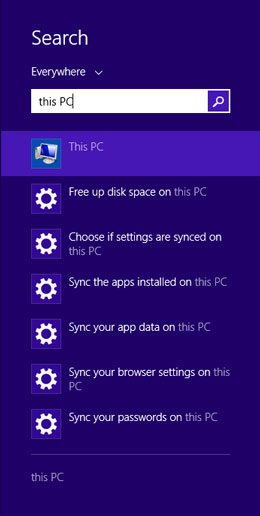 Search
Everywhere
this PC
This PC
Free up disk space on this PC
Choose if settings are synced on
this PC
Sync the apps installed on this PC
Sync your app data on this PC
Sync your browser settings on this
PC
Sync your passwords on this PC
this PC